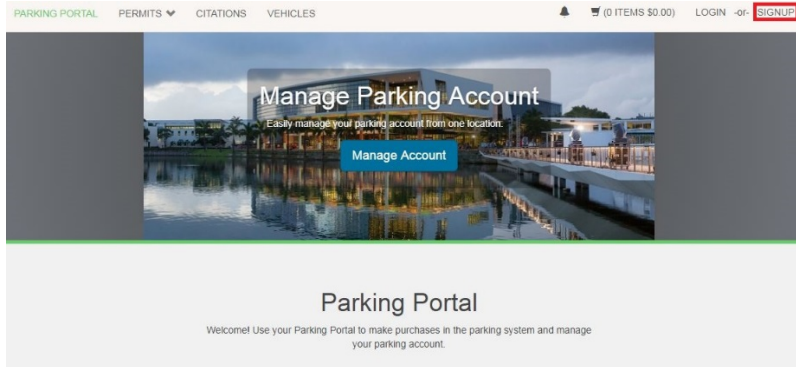 PARKING PORTAL PERMITS CITATIONS VEHICLES (0 ITEMS $0.00) LOGIN -or- SIGNUP
Manage Parking Account
Easily manage your parking account from one location.
Manage Account
Parking Portal
Welcome! Use your Parking Portal to make purchases in the parking system and manage
your parking account.